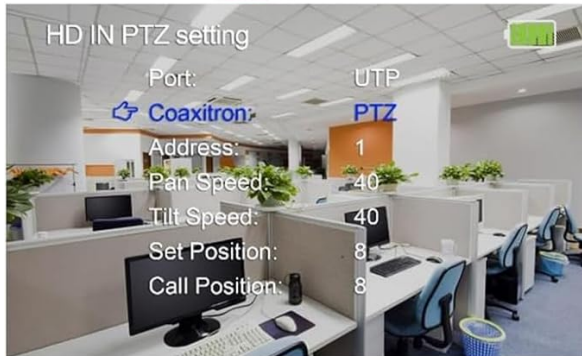 HD IN PTZ setting
Port: UTP
Coaxitron: PTZ
Address: 1
Pan Speed: 40
Tilt Speed: 40
Set Position: 8
Call Position: 8